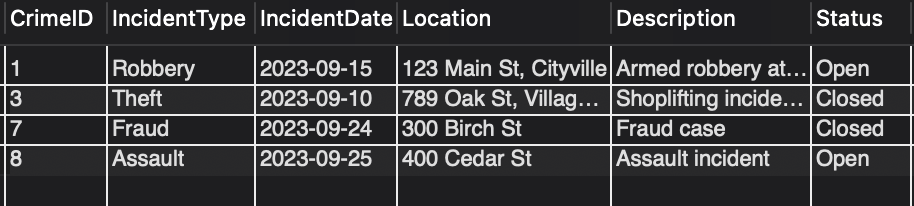 CrimeID IncidentType IncidentDate Location Description Status
1 Robbery 2023-09-15 123 Main St, Cityville Armed robbery at... Open
3 Theft 2023-09-10 789 Oak St, Villag... Shoplifting incide... Closed
7 Fraud 2023-09-24 300 Birch St Fraud case Closed
8 Assault 2023-09-25 400 Cedar St Assault incident Open